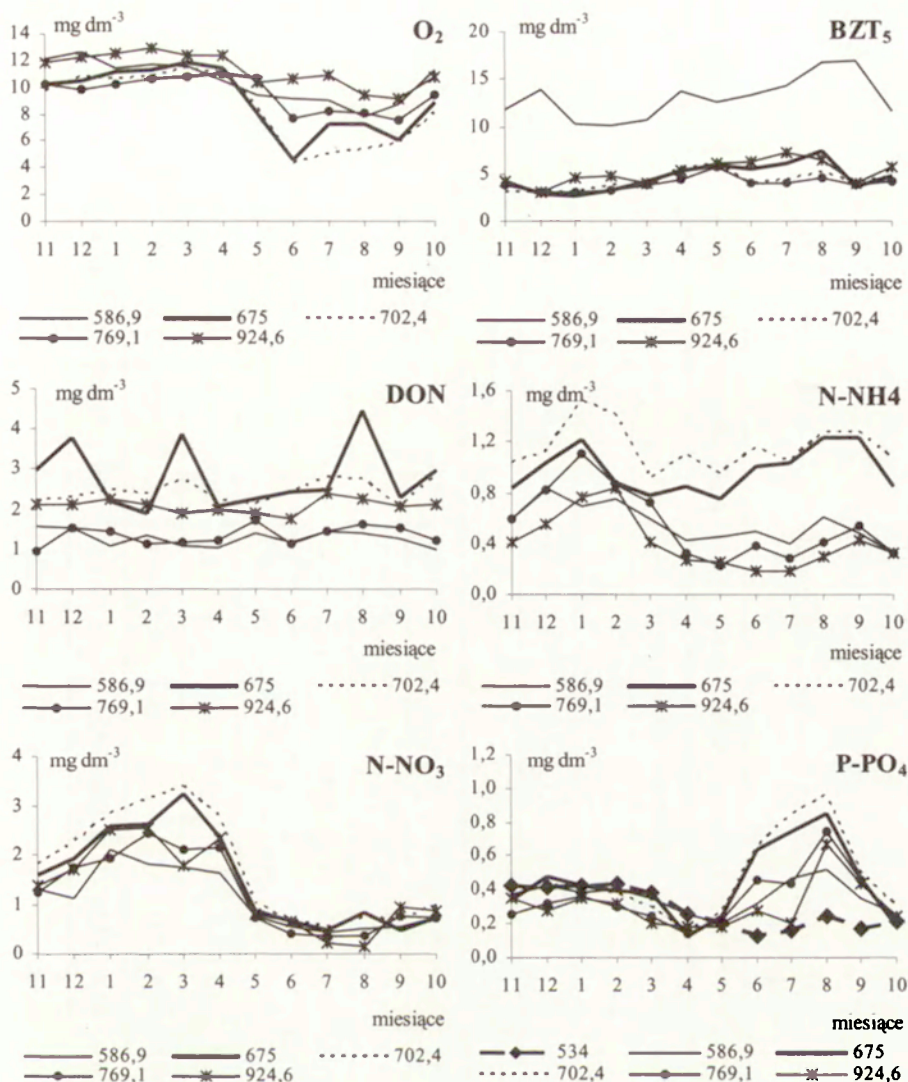 mg dm-3 O2
14
12
10
8
6
4
2
0
11 12 1 2 3 4 5 6 7 8 9 10
miesiące
586,9 675 702,4
769,1 924,6
mg dm-3 BZT5
20
15
10
5
0
11 12 1 2 3 4 5 6 7 8 9 10
miesiące
586,9 675 702,4
769,1 924,6
mg dm-3 DON
5
4
3
2
1
0
11 12 1 2 3 4 5 6 7 8 9 10
miesiące
586,9 675 702,4
769,1 924,6
mg dm-3 N-NH4
1,6
1,2
0,8
0,4
0,0
11 12 1 2 3 4 5 6 7 8 9 10
miesiące
586,9 675 702,4
769,1 924,6
mg dm-3 N-NO3
4
3
2
1
0
11 12 1 2 3 4 5 6 7 8 9 10
miesiące
586,9 675 702,4
769,1 924,6
mg dm-3 P-PO4
1,2
1,0
0,8
0,6
0,4
0,2
0,0
11 12 1 2 3 4 5 6 7 8 9 10
miesiące
534 586,9 675
702,4 769,1 924,6